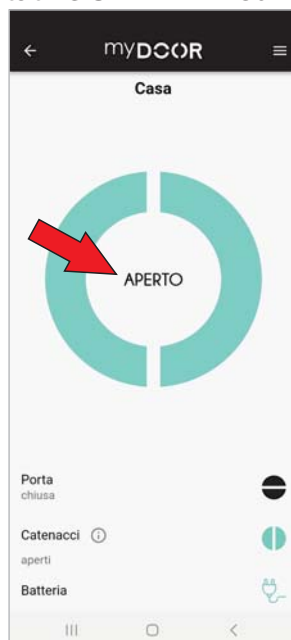 myDOOR
Casa
APERTO
Porta
chiusa
Catenacci
aperti
Batteria